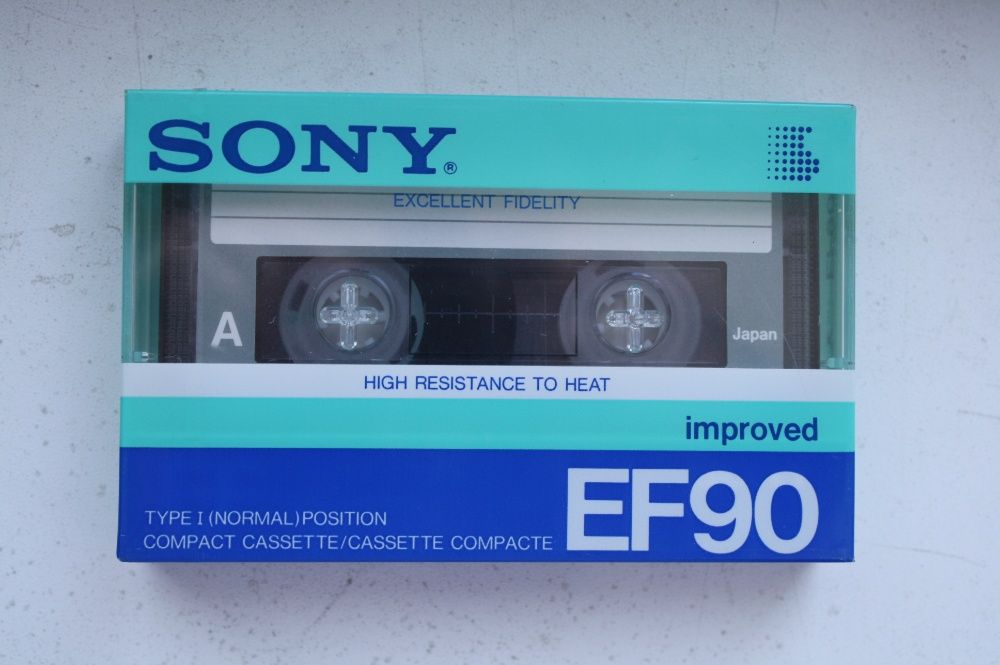 SONY®
EXCELLENT FIDELITY
A
Japan
HIGH RESISTANCE TO HEAT
improved
TYPE I (NORMAL) POSITION
COMPACT CASSETTE/CASSETTE COMPACTE
EF90